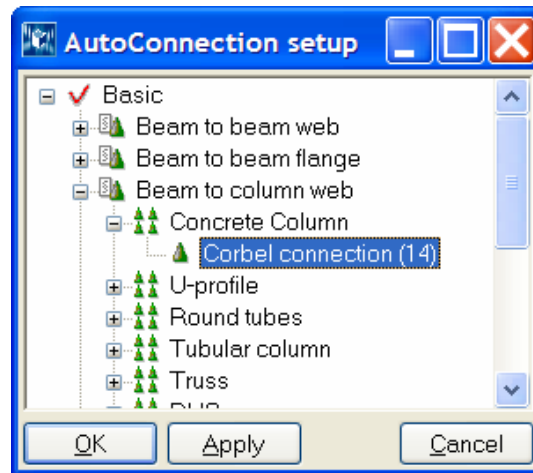 AutoConnection setup
Basic
Beam to beam web
Beam to beam flange
Beam to column web
Concrete Column
Corbel connection (14)
U-profile
Round tubes
Tubular column
Truss
OK Apply Cancel